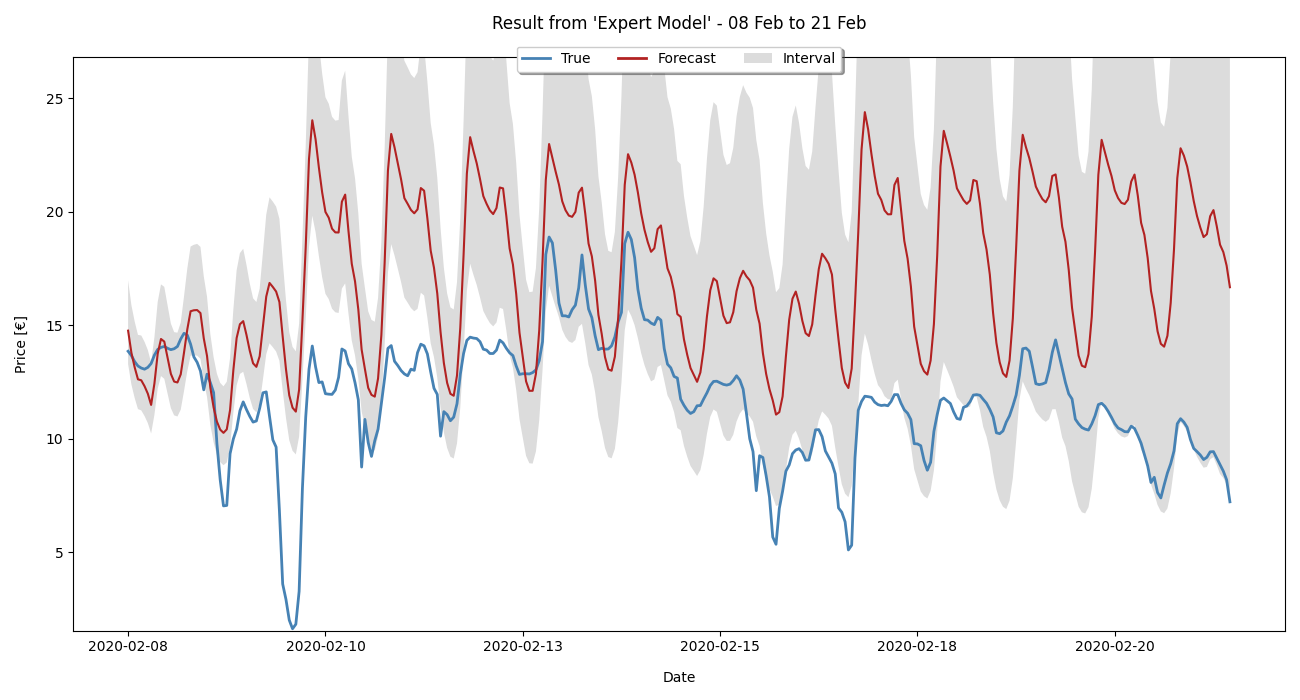 Result from 'Expert Model' - 08 Feb to 21 Feb
True Forecast Interval
Price [€]
25
20
15
10
5
2020-02-08 2020-02-10 2020-02-13 2020-02-15 2020-02-18 2020-02-20
Date